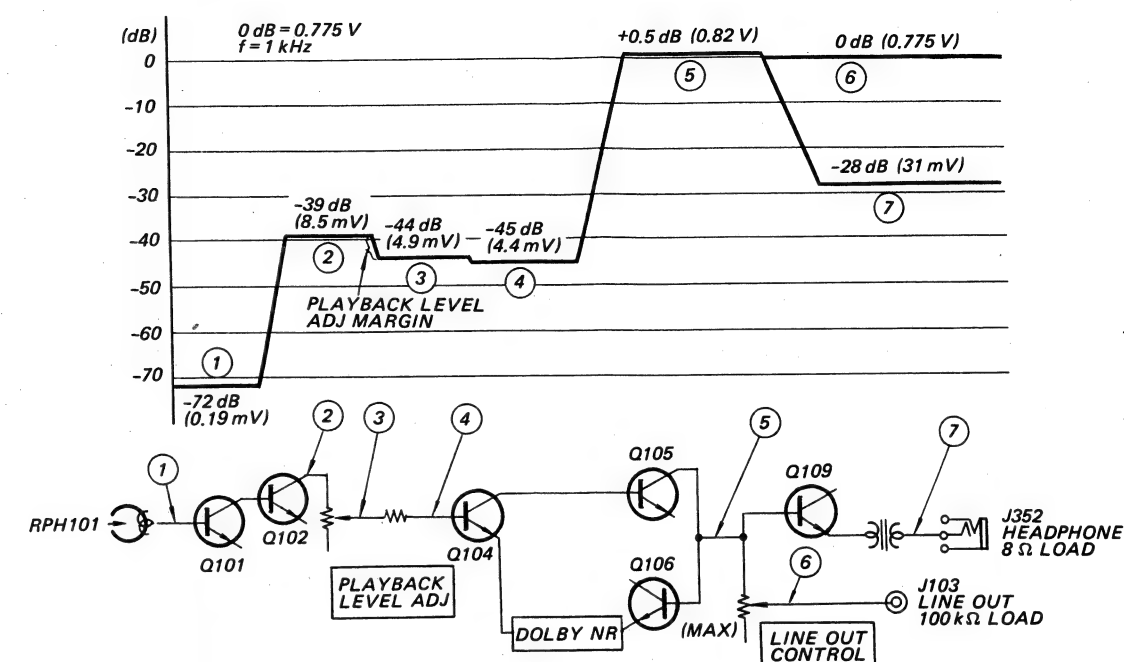 (dB)
0 dB = 0.775 V
f = 1 kHz
+0.5 dB (0.82 V)
0 dB (0.775 V)
0
5
6
-10
-20
-28 dB (31 mV)
-30
7
-39 dB
(8.5 mV)
-44 dB
(4.9 mV)
-45 dB
(4.4 mV)
-40
2
3
4
-50
PLAYBACK LEVEL
ADJ MARGIN
-60
1
-70
-72 dB
(0.19 mV)
2
3
4
5
7
1
Q105
Q109
RPH101
Q101
Q102
Q104
J352
HEADPHONE
8 Ω LOAD
PLAYBACK
LEVEL ADJ
Q106
6
J103
LINE OUT
100 kΩ LOAD
DOLBY NR
(MAX)
LINE OUT
CONTROL